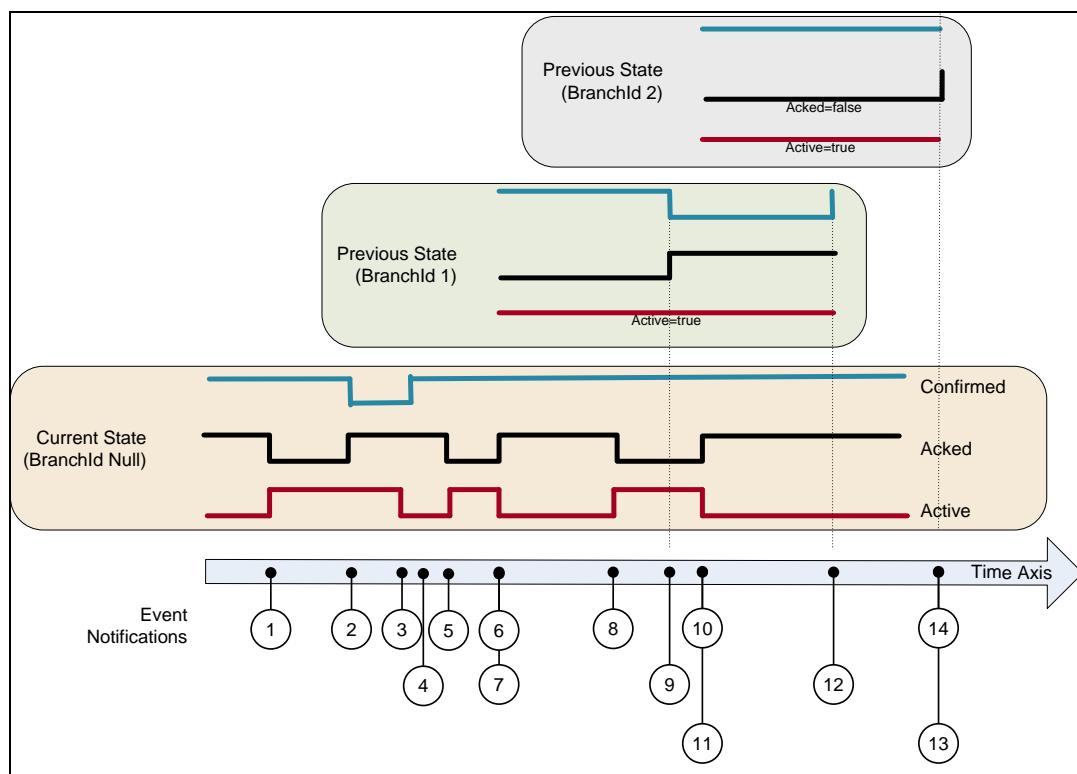 Previous State
(BranchId 2)
Acked=false
Active=true
Previous State
(BranchId 1)
Active=true
Confirmed
Current State
(BranchId Null)
Acked
Active
Time Axis
Event
Notifications
1
2
3
5
6
8
10
14
4
7
9
12
11
13